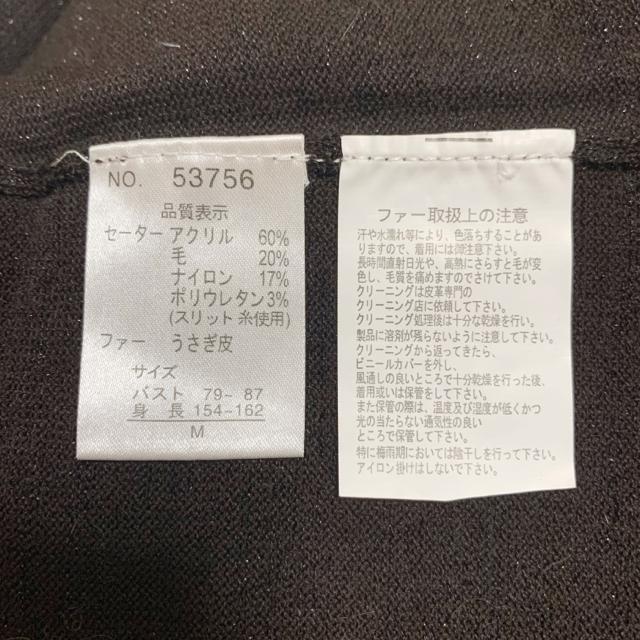 NO. 53756
品質表示
セーター アクリル 60%
毛 20%
ナイロン 17%
ポリウレタン 3%
(スリット糸使用)
ファー うさぎ皮
サイズ
バスト 79~ 87
身 長 154-162
M
ファー取扱上の注意
汗や水濡れ等により、色落ちすることがあ
りますので、着用には御注意下さい。
長時間直射日光や、高熱にさらすと毛が変
色し、毛質を痛めますのでさけて下さい。
クリーニングは皮革専門の
クリーニング店に依頼して下さい。
クリーニング処理後は十分な乾燥を行い。
製品に溶剤が残らないように注意して下さい。
クリーニングから返ってきたら、
ビニールカバーを外し、
風通しの良いところで十分乾燥を行った後、
着用或いは保管をして下さい。
また保管の際は、温度及び湿度が低くかつ
光の当たらない通気性の良い
ところで保管して下さい。
特に梅雨期においては陰干しを行って下さい。
アイロン掛けはしないで下さい。